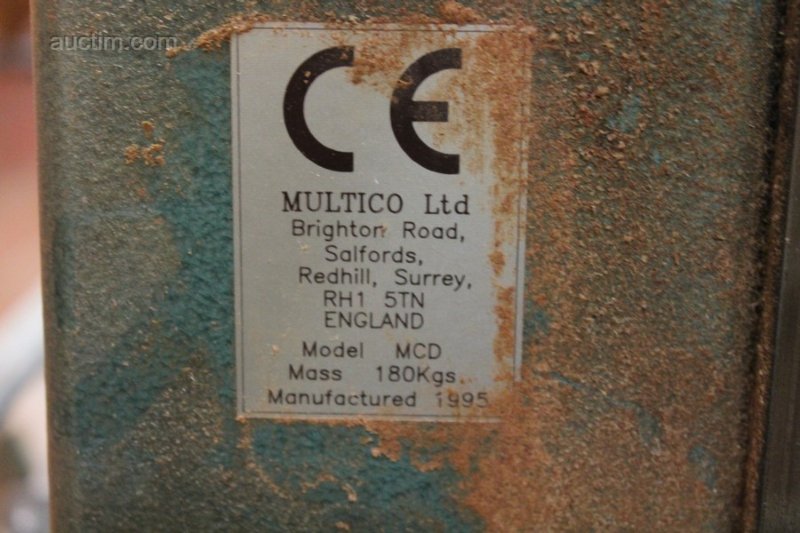 auctim.com
CE
MULTICO Ltd
Brighton Road,
Salfords,
Redhill, Surrey,
RH1 5TN
ENGLAND
Model MCD
Mass 180Kgs.
Manufactured 1995